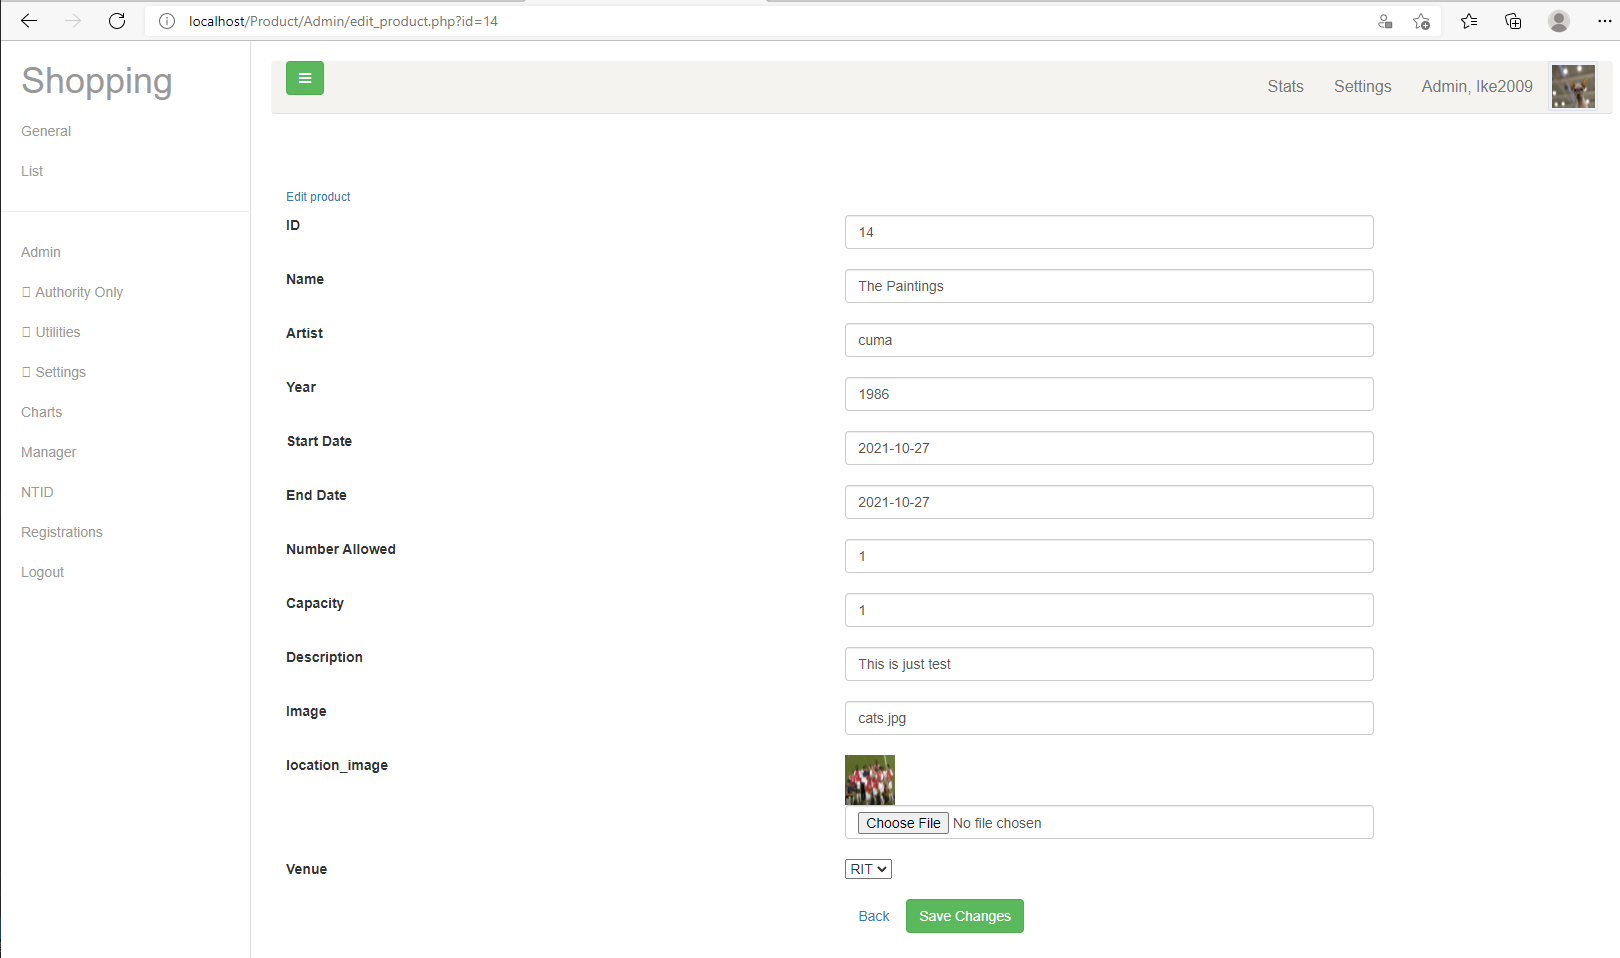 localhost/Product/Admin/edit_product.php?id=14
Shopping
General
List
Admin
Authority Only
Utilities
Settings
Charts
Manager
NTID
Registrations
Logout
Stats Settings Admin, Ike2009
Edit product
ID 14
Name The Paintings
Artist cuma
Year 1986
Start Date 2021-10-27
End Date 2021-10-27
Number Allowed 1
Capacity 1
Description This is just test
Image cats.jpg
location_image
Choose File No file chosen
Venue RIT
Back Save Changes